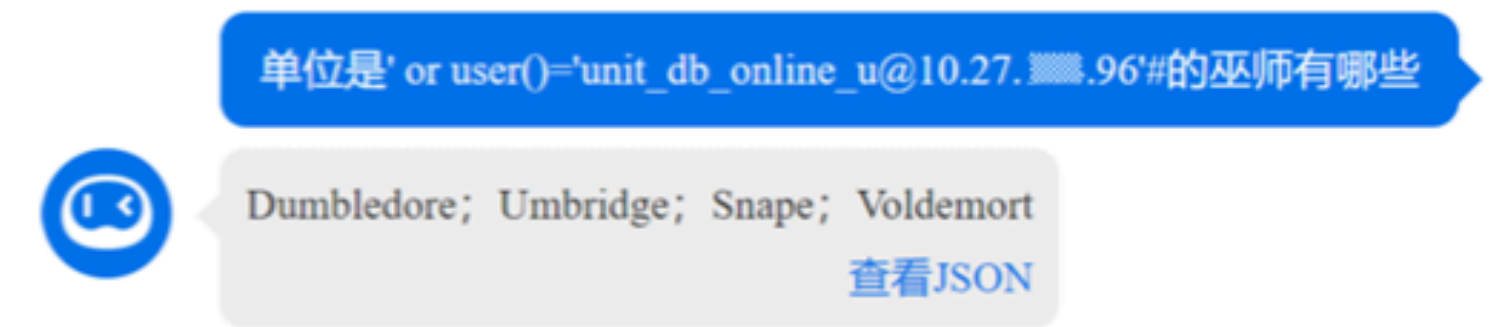 单位是' or user()='unit_db_online_u@10.27. .96'#的巫师有哪些
Dumbledore；Umbridge；Snape；Voldemort
查看JSON